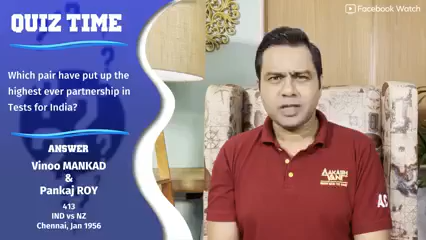 QUIZ TIME
Facebook Watch
Which pair have put up the
highest ever partnership in
Tests for India?
ANSWER
Vinoo MANKAD
&
Pankaj ROY
413
IND vs NZ
Chennai, Jan 1956
AAKASH
VANI
AC